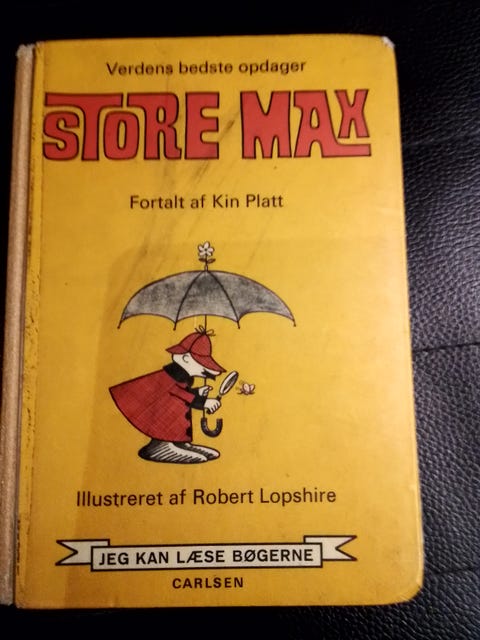 Verdens bedste opdager
STORE MAX
Fortalt af Kin Platt
Illustreret af Robert Lopshire
JEG KAN LÆSE BØGERNE
CARLSEN